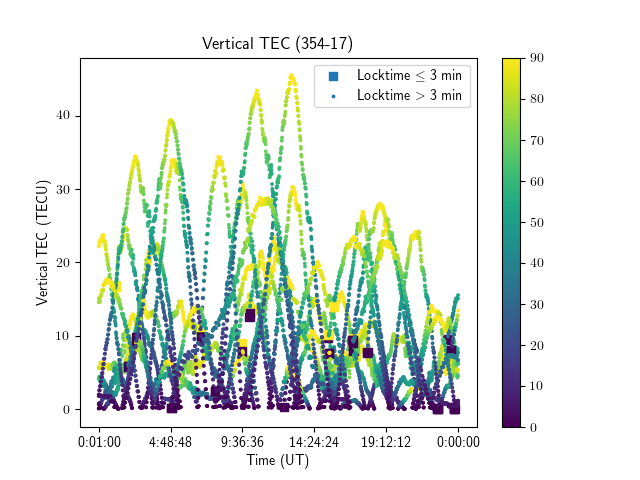 Vertical TEC (354-17)
Locktime ≤ 3 min
Locktime > 3 min
Vertical TEC (TECU)
40
30
20
10
0
0:01:00 4:48:48 9:36:36 14:24:24 19:12:12 0:00:00
Time (UT)
90
80
70
60
50
40
30
20
10
0